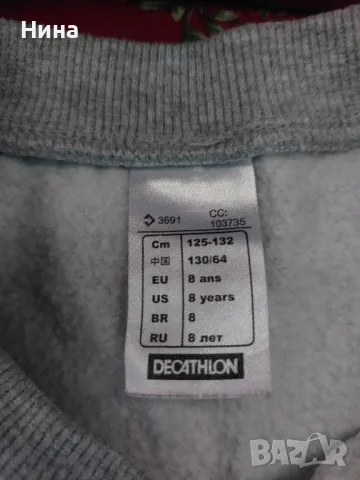 Нина
3691 CC: 103735
Cm 125-132
中国 130/64
EU 8 ans
US 8 years
BR 8
RU 8 лет
DECATHLON
BAZAR